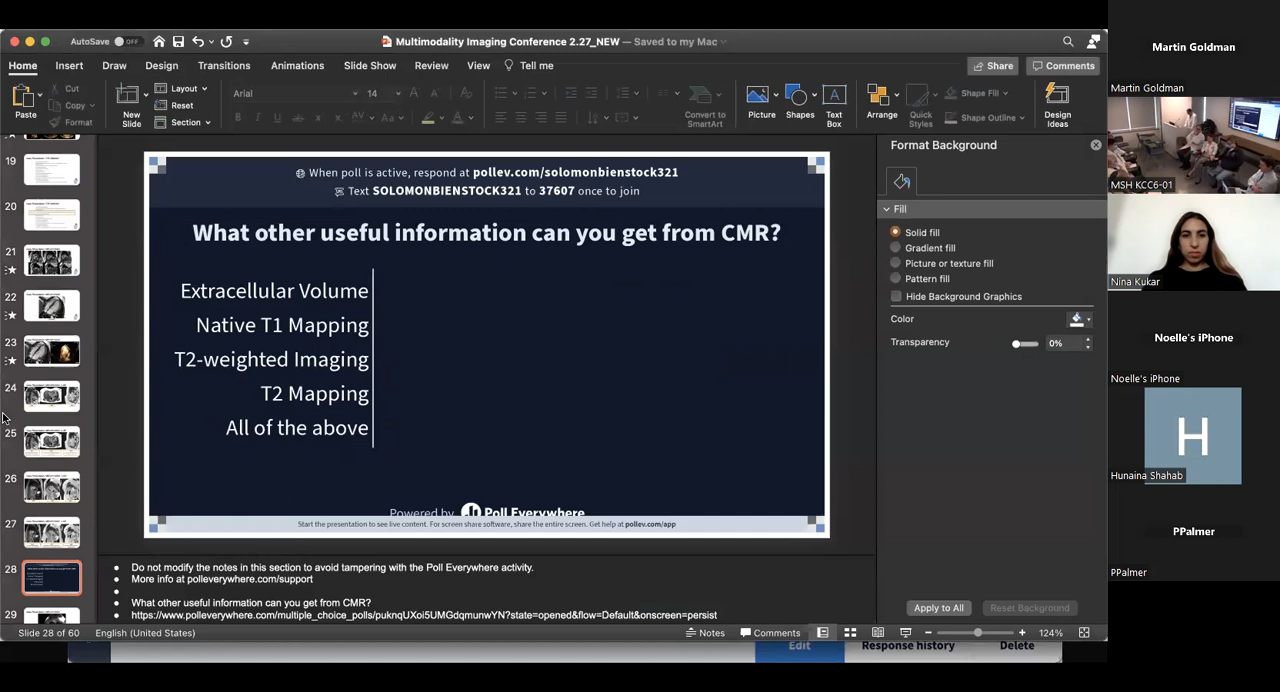 AutoSave OFF
Multimodality Imaging Conference 2.27_NEW — Saved to my Mac
Home Insert Draw Design Transitions Animations Slide Show Review View Tell me
Share Comments
Paste
Cut
Copy
Format
New Slide
Layout
Reset
Section
Arial 14
Convert to SmartArt
Picture
Shapes
Text Box
Arrange
Quick Styles
Shape Fill
Shape Outline
Design Ideas
19
20
21
22
23
24
25
26
27
28
29
When poll is active, respond at pollev.com/solomonbienstock321
Text SOLOMONBIENSTOCK321 to 37607 once to join
What other useful information can you get from CMR?
Extracellular Volume
Native T1 Mapping
T2-weighted Imaging
T2 Mapping
All of the above
Powered by Poll Everywhere
Start the presentation to see live content. For screen share software, share the entire screen. Get help at pollev.com/app
Do not modify the notes in this section to avoid tampering with the Poll Everywhere activity.
More info at polleverywhere.com/support
What other useful information can you get from CMR?
https://www.polleverywhere.com/multiple_choice_polls/puknqUXoi5UMGdqmunwYN?state=opened&flow=Default&onscreen=persist
Format Background
Fill
Solid fill
Gradient fill
Picture or texture fill
Pattern fill
Hide Background Graphics
Color
Transparency 0%
Apply to All Reset Background
Slide 28 of 60 English (United States) Notes Comments 124%
Edit Response history Delete
Martin Goldman
Martin Goldman
MSH KCC6-01
Nina Kukar
Noelle's iPhone
Noelle's iPhone
H
Hunaina Shahab
PPalmer
PPalmer